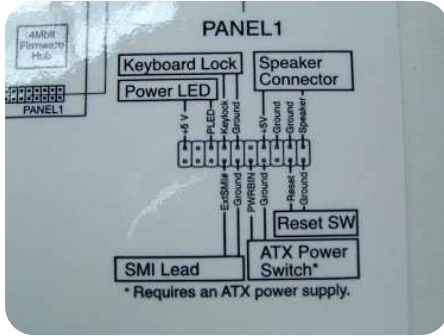 PANEL1
4Mbit
Firmware
Hub
PANEL1
Keyboard Lock
Speaker
Connector
Power LED
+5 V
PLED
Keylock
Ground
+5V
Ground
Ground
Speaker
ExtSMI#
Ground
PWRBTN
Ground
Reset
Ground
Reset SW
SMI Lead
ATX Power
Switch*
* Requires an ATX power supply.